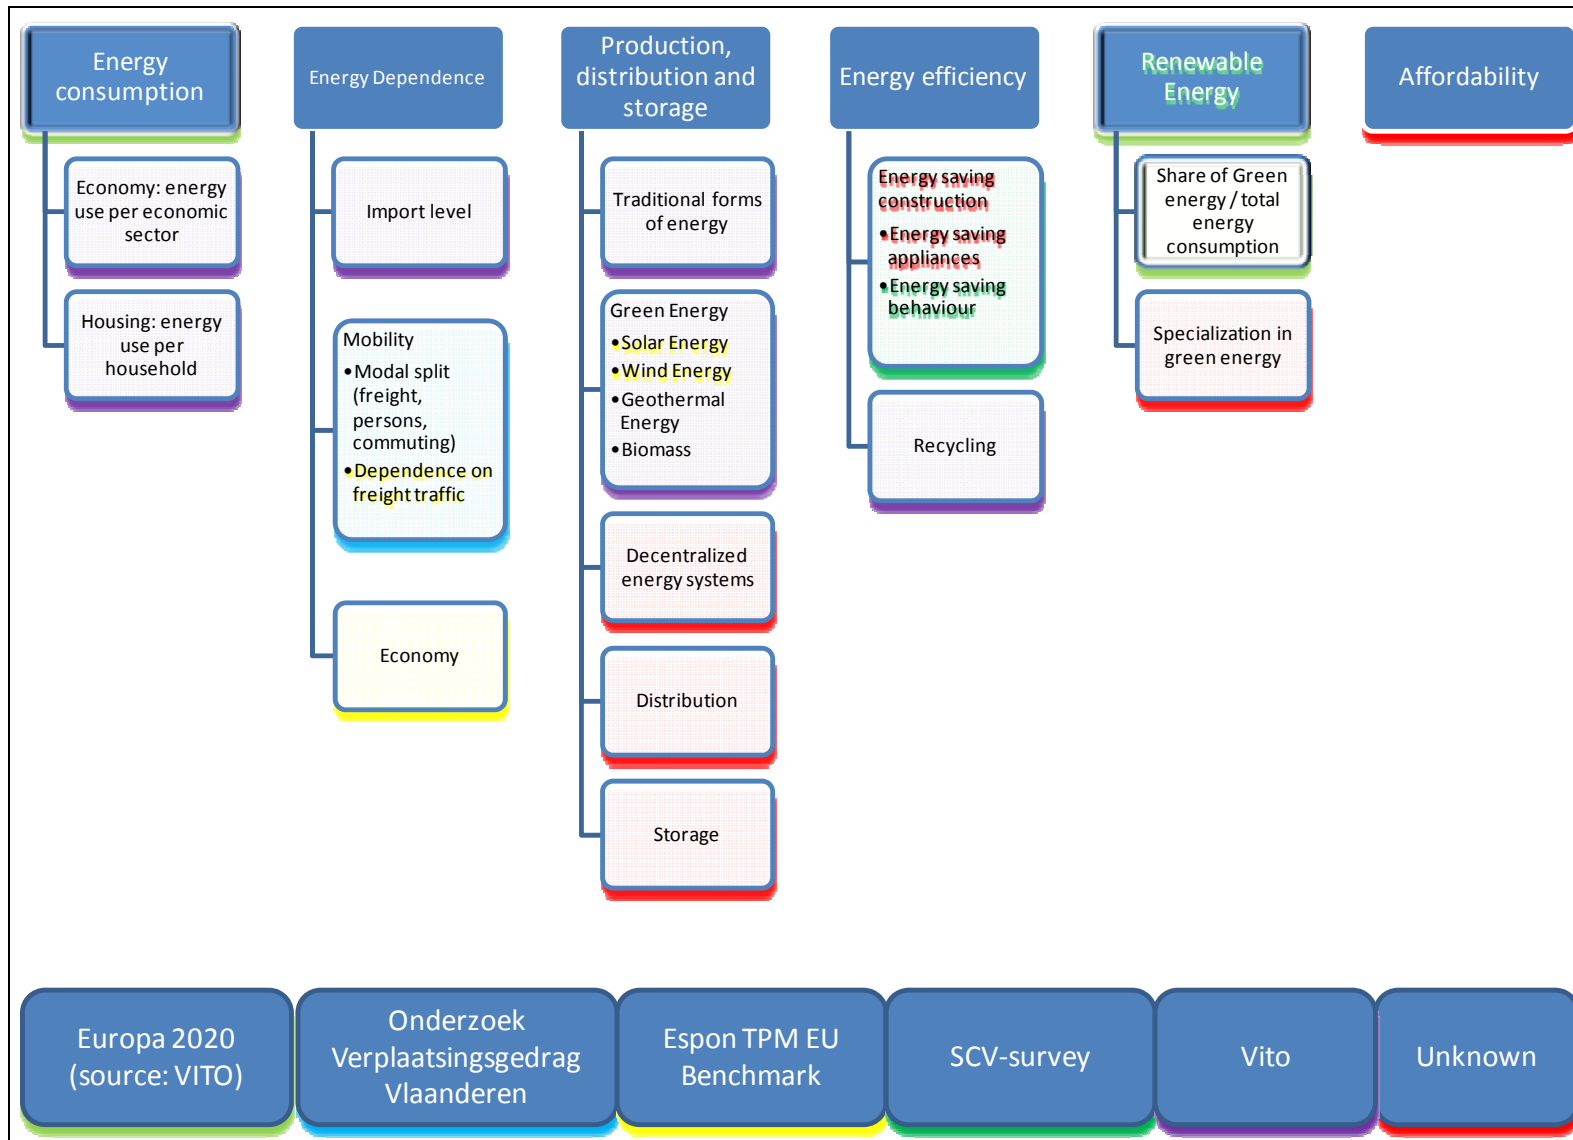 Energy
consumption
Economy: energy
use per economic
sector
Housing: energy
use per
household
Energy Dependence
Import level
Mobility
•Modal split
(freight,
persons,
commuting)
•Dependence on
freight traffic
Economy
Production,
distribution and
storage
Traditional forms
of energy
Green Energy
•Solar Energy
•Wind Energy
•Geothermal
Energy
•Biomass
Decentralized
energy systems
Distribution
Storage
Energy efficiency
Energy saving
construction
•Energy saving
appliances
•Energy saving
behaviour
Recycling
Renewable
Energy
Share of Green
energy / total
energy
consumption
Specialization in
green energy
Affordability
Europa 2020
(source: VITO)
Onderzoek
Verplaatsingsgedrag
Vlaanderen
Espon TPM EU
Benchmark
SCV-survey
Vito
Unknown